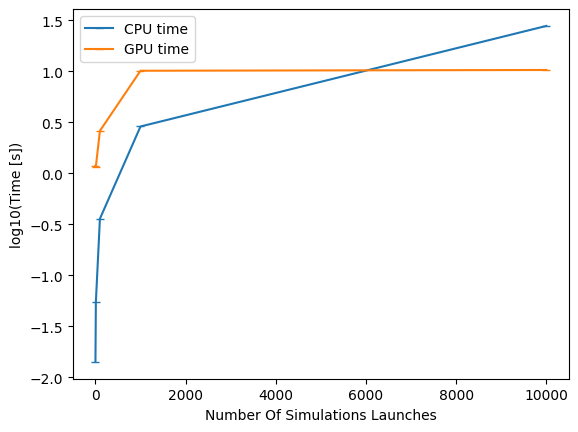 CPU time
GPU time
1.5
1.0
0.5
0.0
−0.5
−1.0
−1.5
−2.0
log10(Time [s])
0 2000 4000 6000 8000 10000
Number Of Simulations Launches